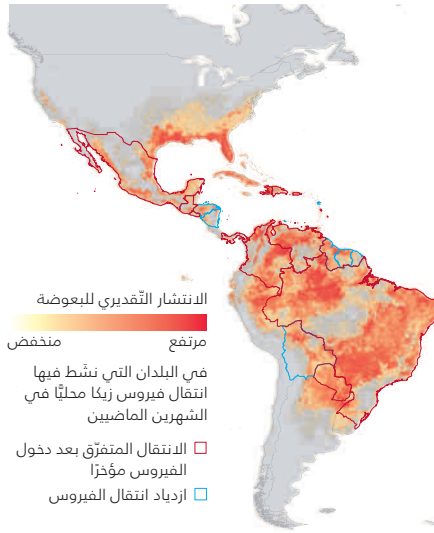 الانتشار التّقديري للبعوضة
مرتفع
منخفض
في البلدان التي نشَط فيها
انتقال فيروس زيكا محليًّا في
الشهرين الماضيين
الانتقال المتفرّق بعد دخول
الفيروس مؤخرًا
ازدياد انتقال الفيروس